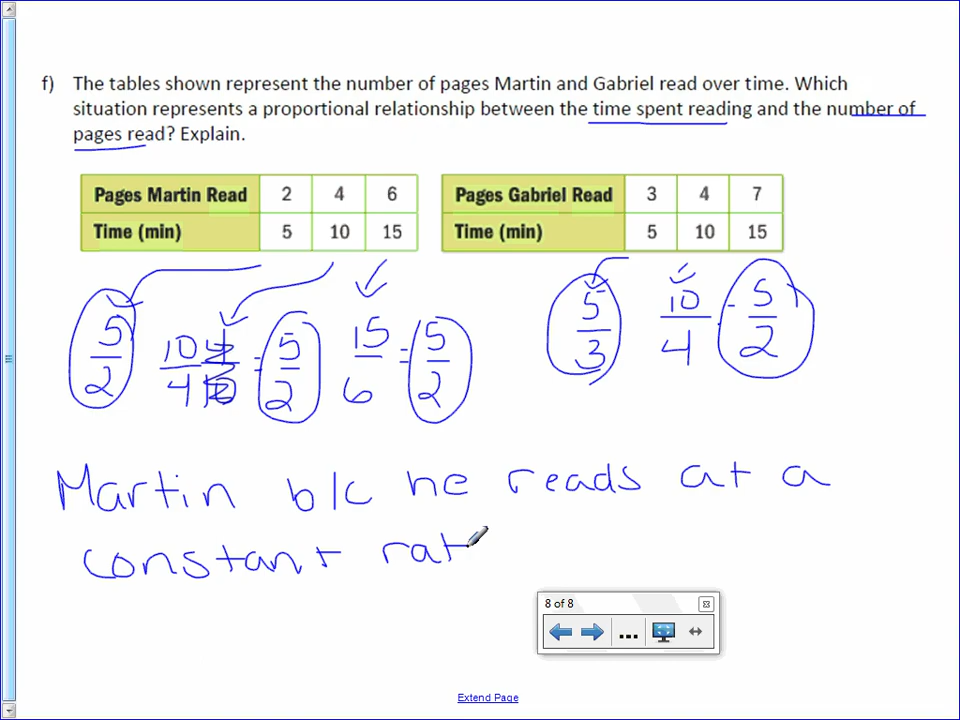 f) The tables shown represent the number of pages Martin and Gabriel read over time. Which
situation represents a proportional relationship between the time spent reading and the number of
pages read? Explain.
Pages Martin Read 2 4 6 Pages Gabriel Read 3 4 7
Time (min) 5 10 15 Time (min) 5 10 15
5/2 10/4 = 5/2 15/6 = 5/2 5/3 10/4 = 5/2
Martin b/c he reads at a
constant rat
8 of 8
...
Extend Page